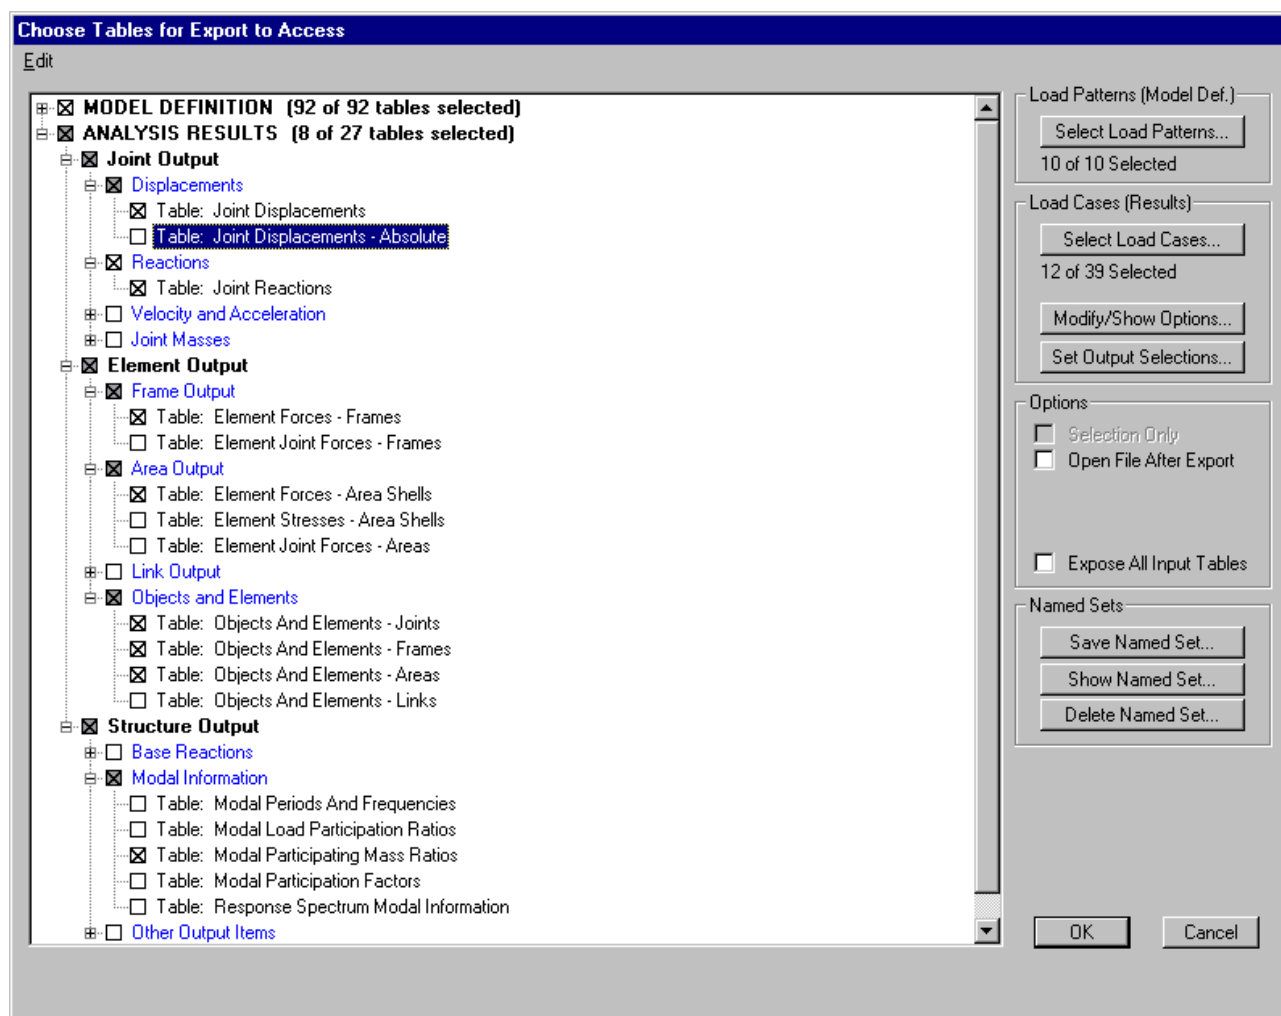 Choose Tables for Export to Access
Edit
MODEL DEFINITION (92 of 92 tables selected)
ANALYSIS RESULTS (8 of 27 tables selected)
Joint Output
Displacements
Table: Joint Displacements
Table: Joint Displacements - Absolute
Reactions
Table: Joint Reactions
Velocity and Acceleration
Joint Masses
Element Output
Frame Output
Table: Element Forces - Frames
Table: Element Joint Forces - Frames
Area Output
Table: Element Forces - Area Shells
Table: Element Stresses - Area Shells
Table: Element Joint Forces - Areas
Link Output
Objects and Elements
Table: Objects And Elements - Joints
Table: Objects And Elements - Frames
Table: Objects And Elements - Areas
Table: Objects And Elements - Links
Structure Output
Base Reactions
Modal Information
Table: Modal Periods And Frequencies
Table: Modal Load Participation Ratios
Table: Modal Participating Mass Ratios
Table: Modal Participation Factors
Table: Response Spectrum Modal Information
Other Output Items
Load Patterns (Model Def.)
Select Load Patterns...
10 of 10 Selected
Load Cases (Results)
Select Load Cases...
12 of 39 Selected
Modify/Show Options...
Set Output Selections...
Options
Selection Only
Open File After Export
Expose All Input Tables
Named Sets
Save Named Set...
Show Named Set...
Delete Named Set...
OK
Cancel